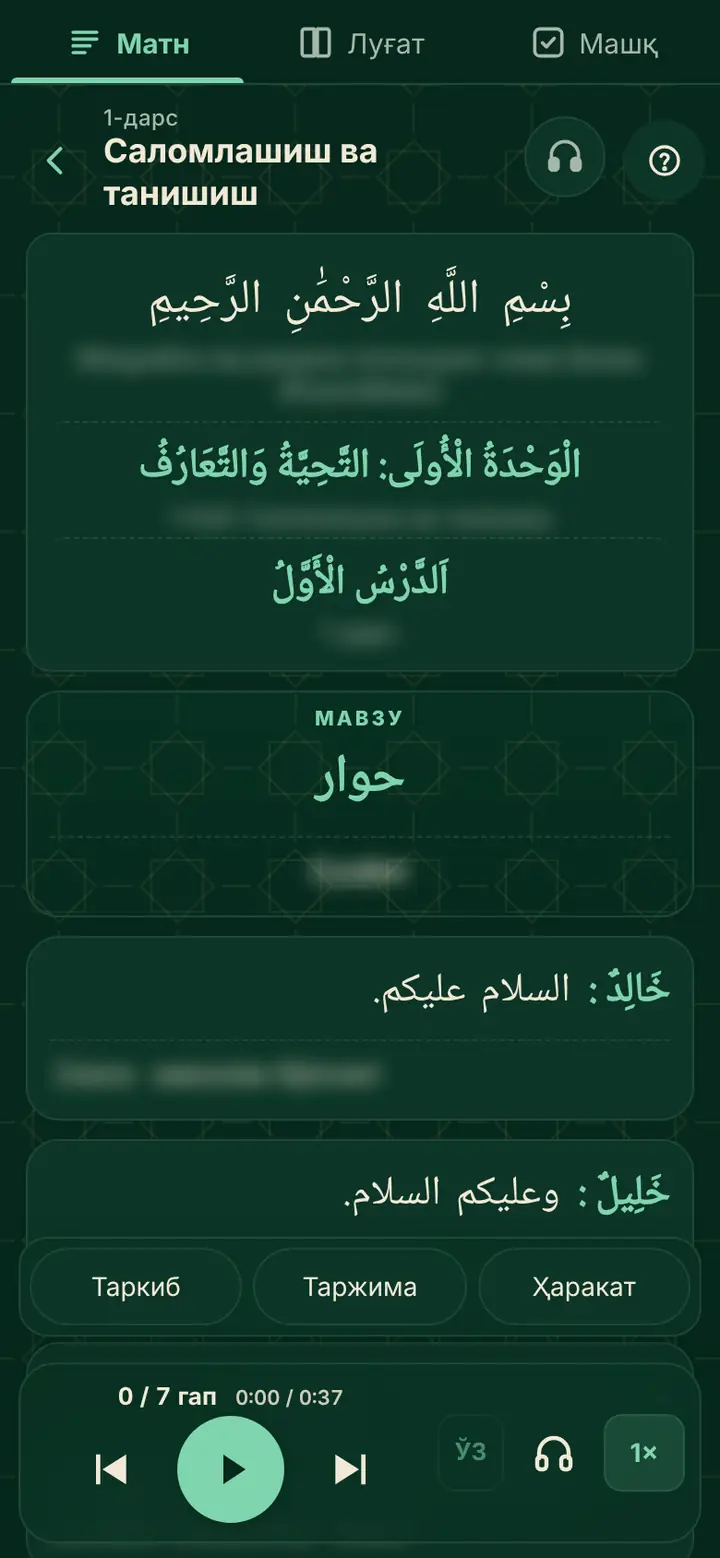 Матн
Луғат
Машқ
1-дарс
Саломлашиш ва
танишиш
بِسْمِ اللَّهِ الرَّحْمَٰنِ الرَّحِيمِ
الْوَحْدَةُ الْأُولَى: التَّحِيَّةُ وَالتَّعَارُفُ
اَلدَّرْسُ الْأَوَّلُ
МАВЗУ
حوار
خَالِدٌ : السلام عليكم.
خَلِيلٌ : وعليكم السلام.
Таркиб
Таржима
Ҳаракат
0 / 7 гап 0:00 / 0:37
ЎЗ
1×